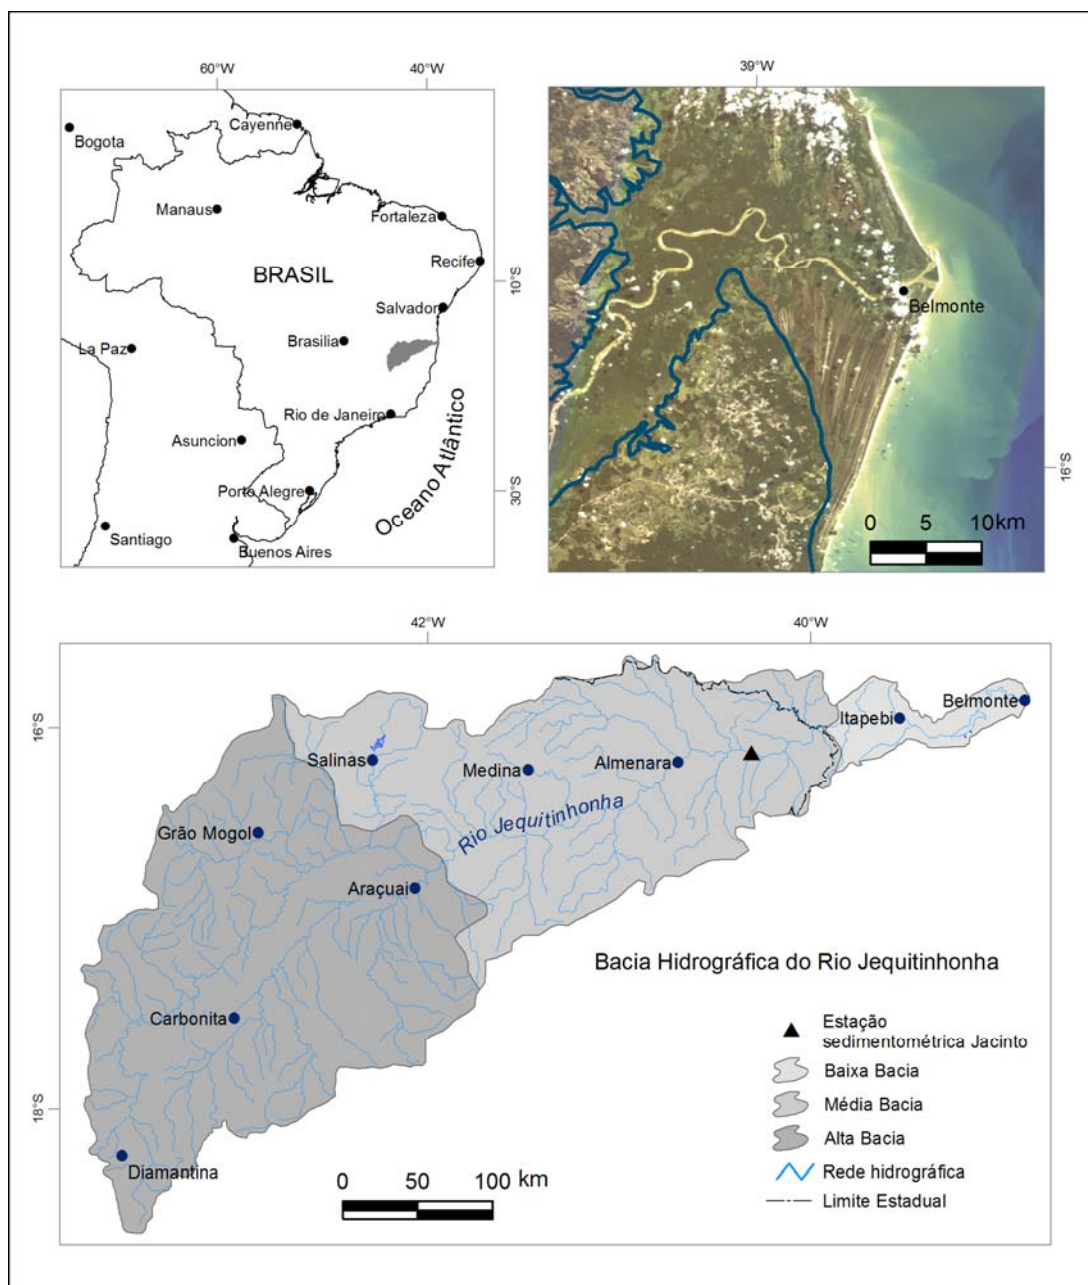 60°W
40°W
Bogota
Cayenne
Manaus
Fortaleza
BRASIL
Recife
10°S
Salvador
Brasilia
La Paz
Rio de Janeiro
Asuncion
Porto Alegre
30°S
Oceano Atlântico
Santiago
Buenos Aires
39°W
Belmonte
16°S
0 5 10km
42°W
40°W
16°S
Belmonte
Itapebi
Salinas
Medina
Almenara
Rio Jequitinhonha
Grão Mogol
Araçuai
Bacia Hidrográfica do Rio Jequitinhonha
Carbonita
Estação
sedimentométrica Jacinto
Baixa Bacia
Média Bacia
18°S
Alta Bacia
Diamantina
Rede hidrográfica
0 50 100 km
Limite Estadual